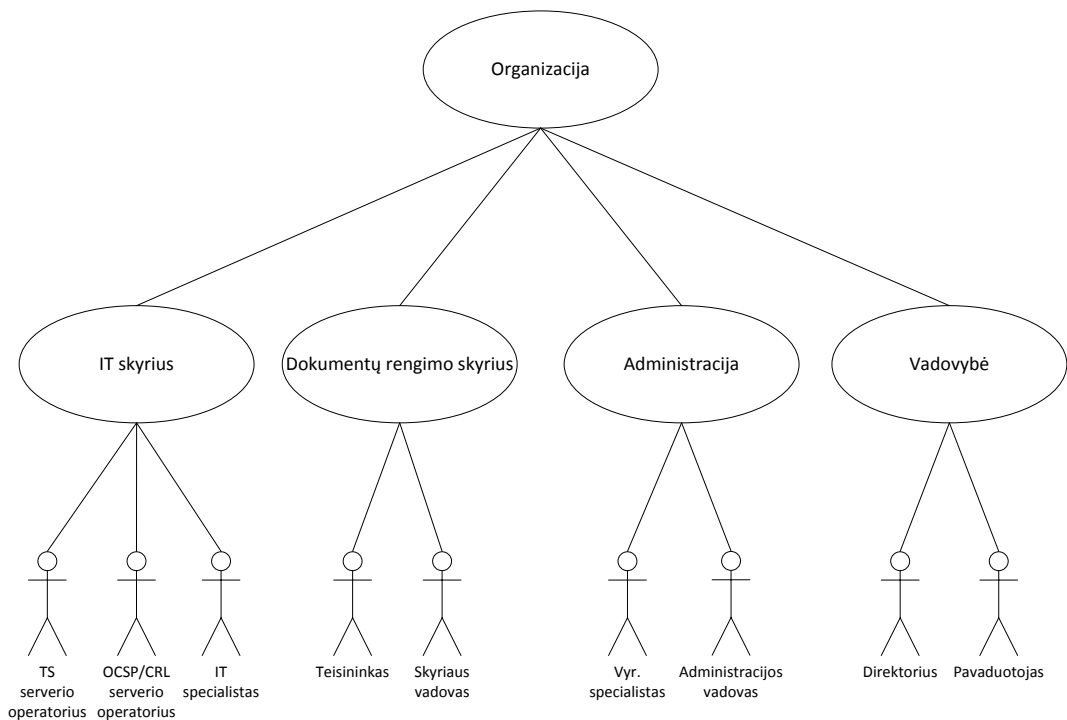 Organizacija
IT skyrius
Dokumentų rengimo skyrius
Administracija
Vadovybė
TS
serverio
operatorius
OCSP/CRL
serverio
operatorius
IT
specialistas
Teisininkas
Skyriaus
vadovas
Vyr.
specialistas
Administracijos
vadovas
Direktorius
Pavaduotojas